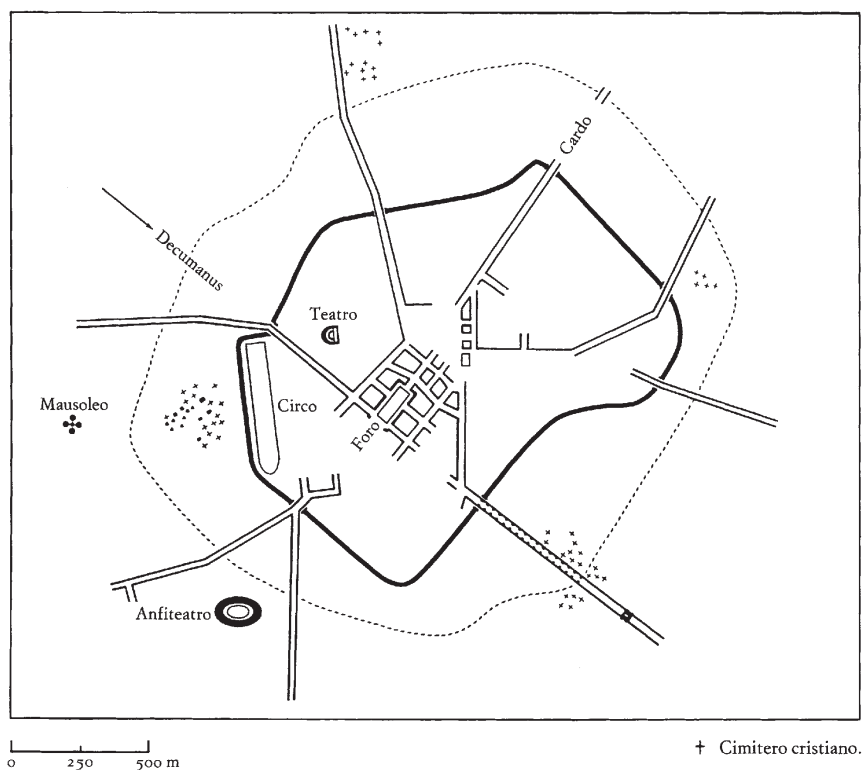 Cardo
Decumanus
Teatro
Mausoleo
Circo
Foro
Anfiteatro
0 250 500 m
† Cimitero cristiano.